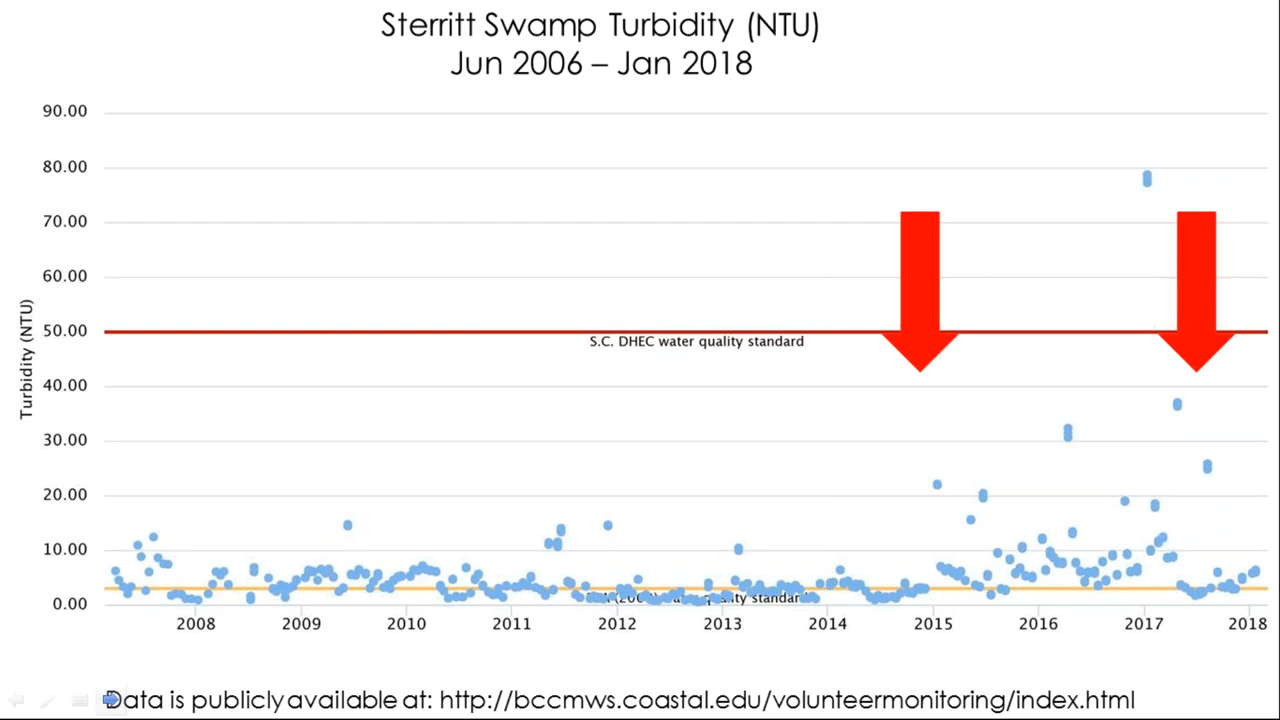 Sterritt Swamp Turbidity (NTU)
Jun 2006 – Jan 2018
90.00
80.00
70.00
60.00
50.00
40.00
30.00
20.00
10.00
0.00
Turbidity (NTU)
S.C. DHEC water quality standard
quality standard
2008 2009 2010 2011 2012 2013 2014 2015 2016 2017 2018
Data is publicly available at: http://bccmws.coastal.edu/volunteermonitoring/index.html